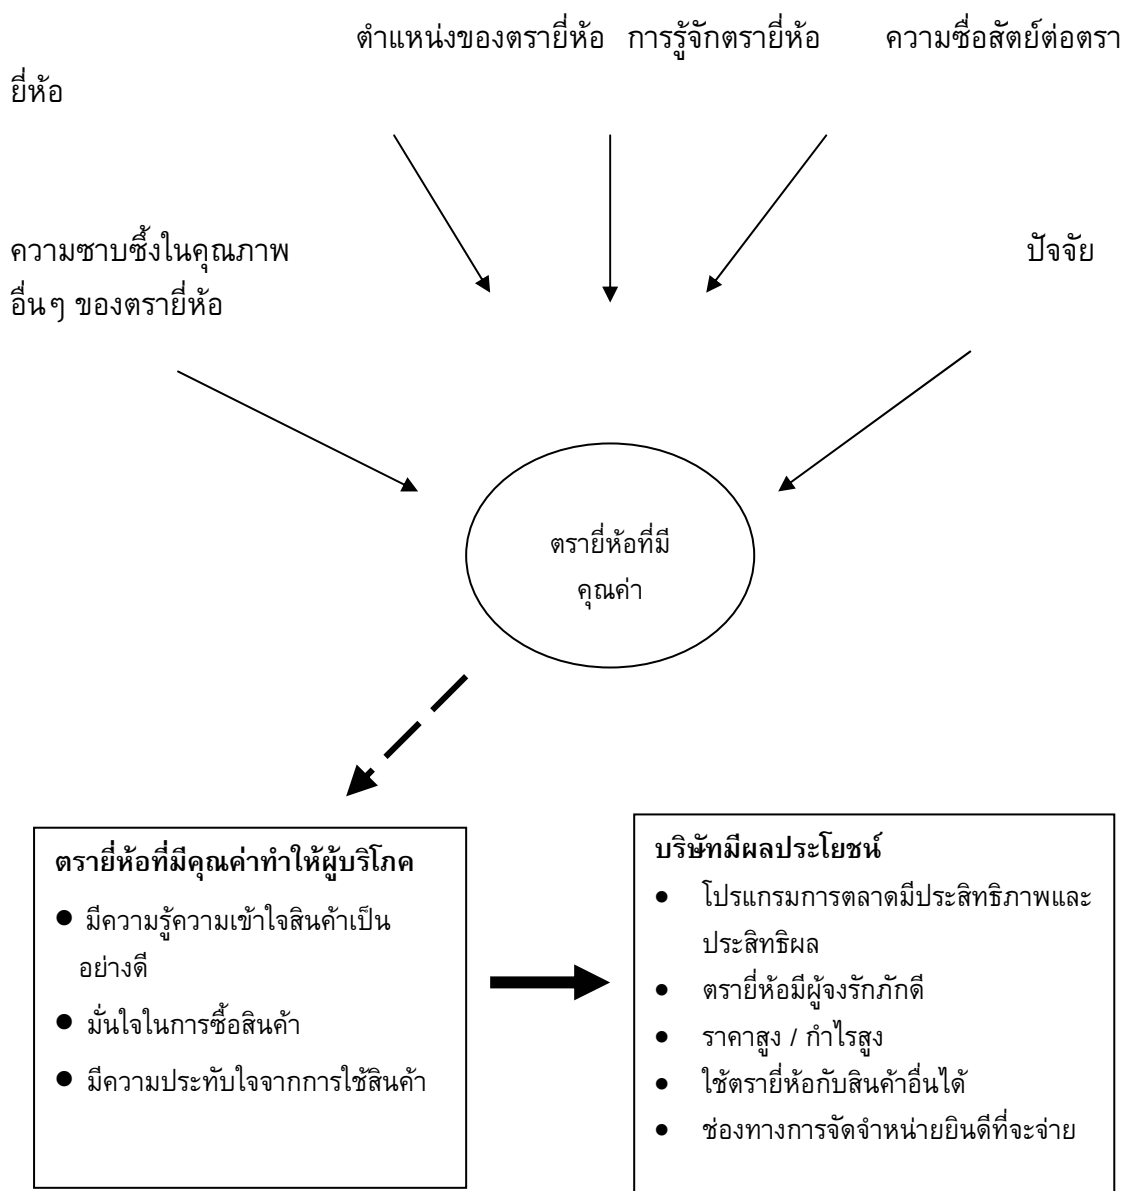 ตำแหน่งของตรายี่ห้อ การรู้จักตรายี่ห้อ ความซื่อสัตย์ต่อตรา
ยี่ห้อ
ความซาบซึ้งในคุณภาพ ปัจจัย
อื่นๆ ของตรายี่ห้อ
ตรายี่ห้อที่มี
คุณค่า
ตรายี่ห้อที่มีคุณค่าทำให้ผู้บริโภค
● มีความรู้ความเข้าใจสินค้าเป็น
อย่างดี
● มั่นใจในการซื้อสินค้า
● มีความประทับใจจากการใช้สินค้า
บริษัทมีผลประโยชน์
● โปรแกรมการตลาดมีประสิทธิภาพและ
ประสิทธิผล
● ตรายี่ห้อมีผู้จงรักภักดี
● ราคาสูง / กำไรสูง
● ใช้ตรายี่ห้อกับสินค้าอื่นได้
● ช่องทางการจัดจำหน่ายยินดีที่จะจ่าย